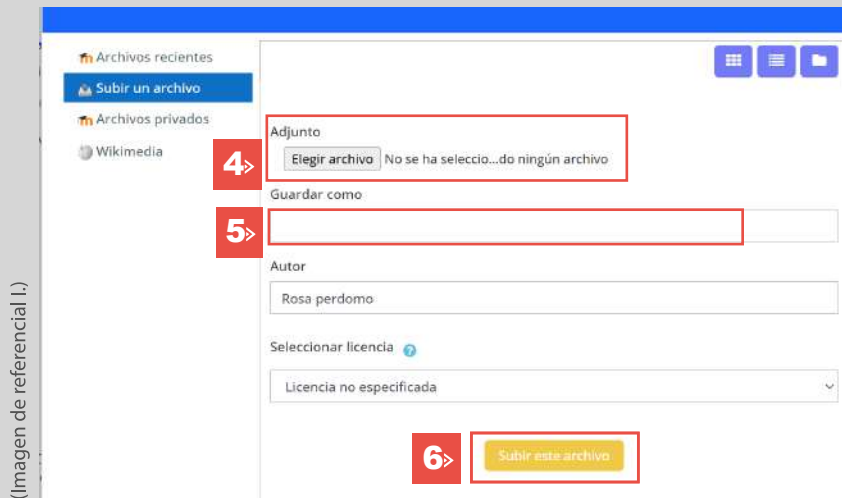 Archivos recientes
Subir un archivo
Archivos privados
Wikimedia
Adjunto
4
Elegir archivo No se ha seleccio...do ningún archivo
Guardar como
5
Autor
Rosa perdomo
Seleccionar licencia
Licencia no especificada
6
Subir este archivo
(Imagen de referencial I.)